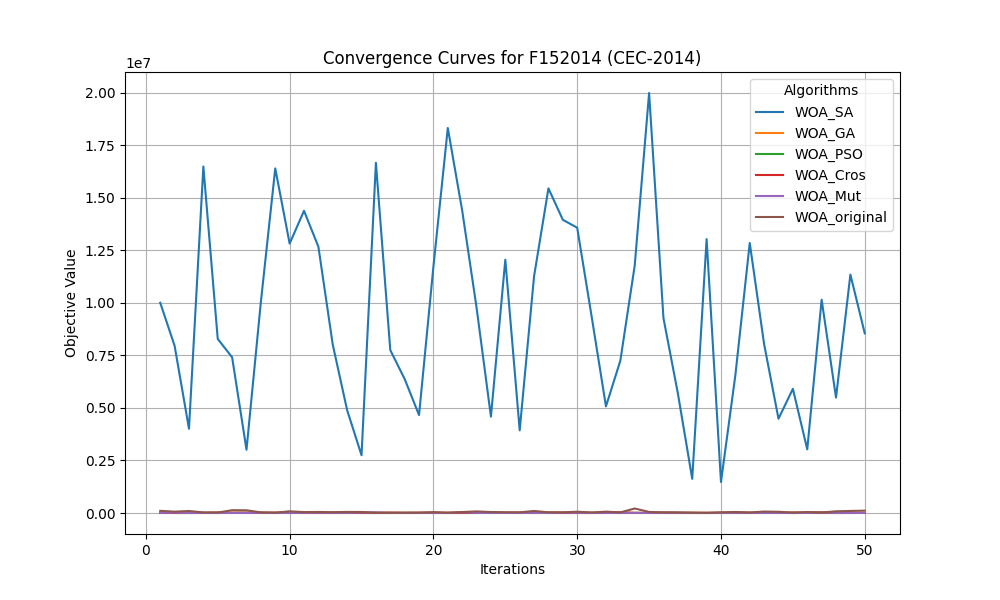 Convergence Curves for F152014 (CEC-2014)
1e7
2.00
1.75
1.50
1.25
1.00
0.75
0.50
0.25
0.00
Objective Value
Algorithms
WOA_SA
WOA_GA
WOA_PSO
WOA_Cros
WOA_Mut
WOA_original
0 10 20 30 40 50
Iterations